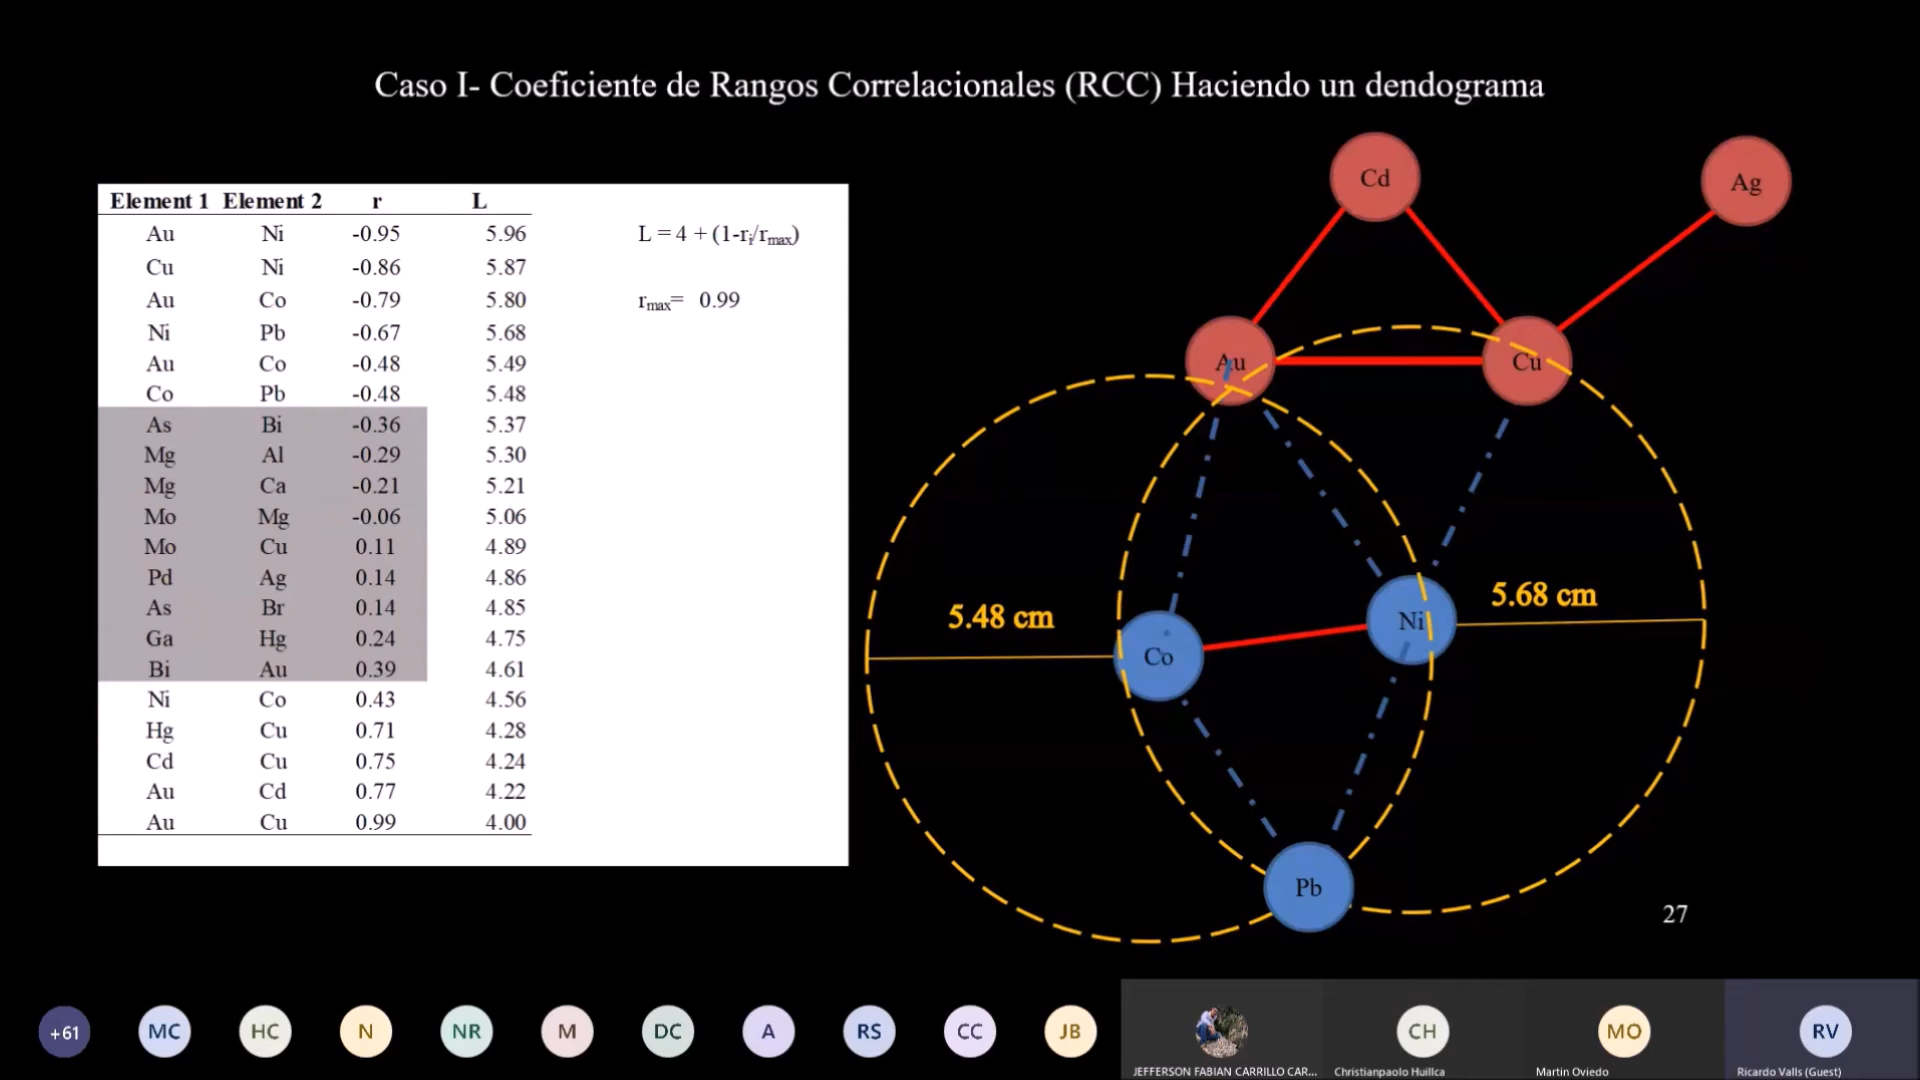 Caso I- Coeficiente de Rangos Correlacionales (RCC) Haciendo un dendograma
Element 1 Element 2 r L
Au Ni -0.95 5.96
Cu Ni -0.86 5.87
Au Co -0.79 5.80
Ni Pb -0.67 5.68
Au Co -0.48 5.49
Co Pb -0.48 5.48
As Bi -0.36 5.37
Mg Al -0.29 5.30
Mg Ca -0.21 5.21
Mo Mg -0.06 5.06
Mo Cu 0.11 4.89
Pd Ag 0.14 4.86
As Br 0.14 4.85
Ga Hg 0.24 4.75
Bi Au 0.39 4.61
Ni Co 0.43 4.56
Hg Cu 0.71 4.28
Cd Cu 0.75 4.24
Au Cd 0.77 4.22
Au Cu 0.99 4.00
L = 4 + (1-ri/rmax)
rmax= 0.99
Cd
Ag
Au
Cu
5.48 cm
5.68 cm
Ni
Co
Pb
27
+61 MC HC N NR M DC A RS CC JB CH MO RV
JEFFERSON FABIAN CARRILLO CAR... Christianpaolo Huillca Martin Oviedo Ricardo Valls (Guest)